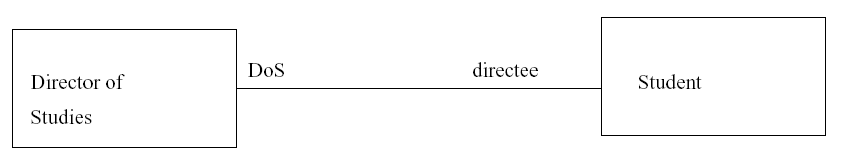 DoS
directee
Director of
Studies
Student